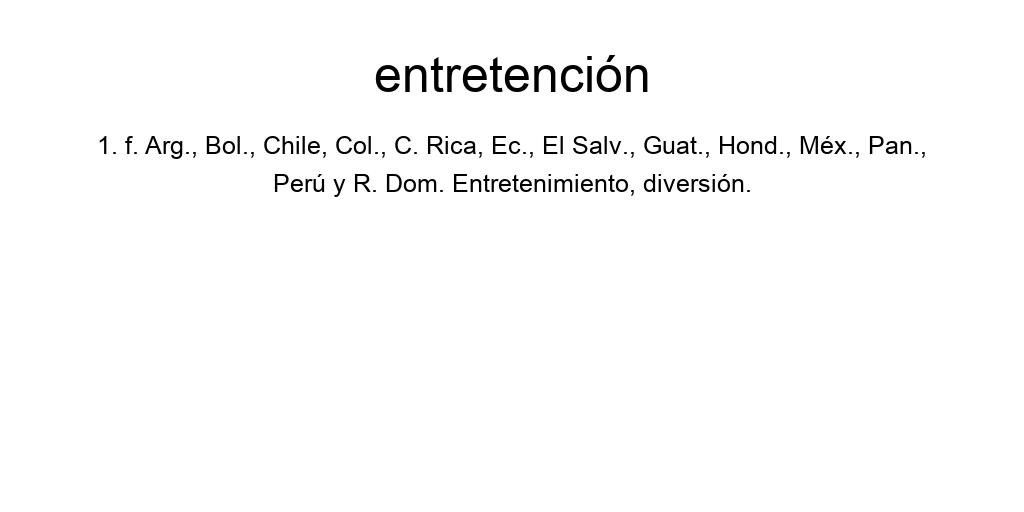 entretención
1. f. Arg., Bol., Chile, Col., C. Rica, Ec., El Salv., Guat., Hond., Méx., Pan.,
Perú y R. Dom. Entretenimiento, diversión.